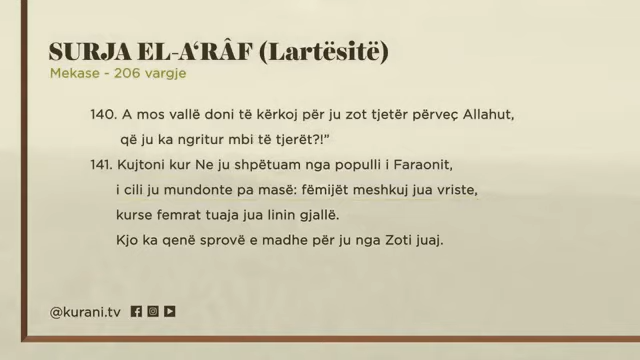 SURJA EL-A‘RÂF (Lartësitë)
Mekase - 206 vargje
140. A mos vallë doni të kërkoj për ju zot tjetër përveç Allahut,
që ju ka ngritur mbi të tjerët?!”
141. Kujtoni kur Ne ju shpëtuam nga populli i Faraonit,
i cili ju mundonte pa masë: fëmijët meshkuj jua vriste,
kurse femrat tuaja jua linin gjallë.
Kjo ka qenë sprovë e madhe për ju nga Zoti juaj.
@kurani.tv